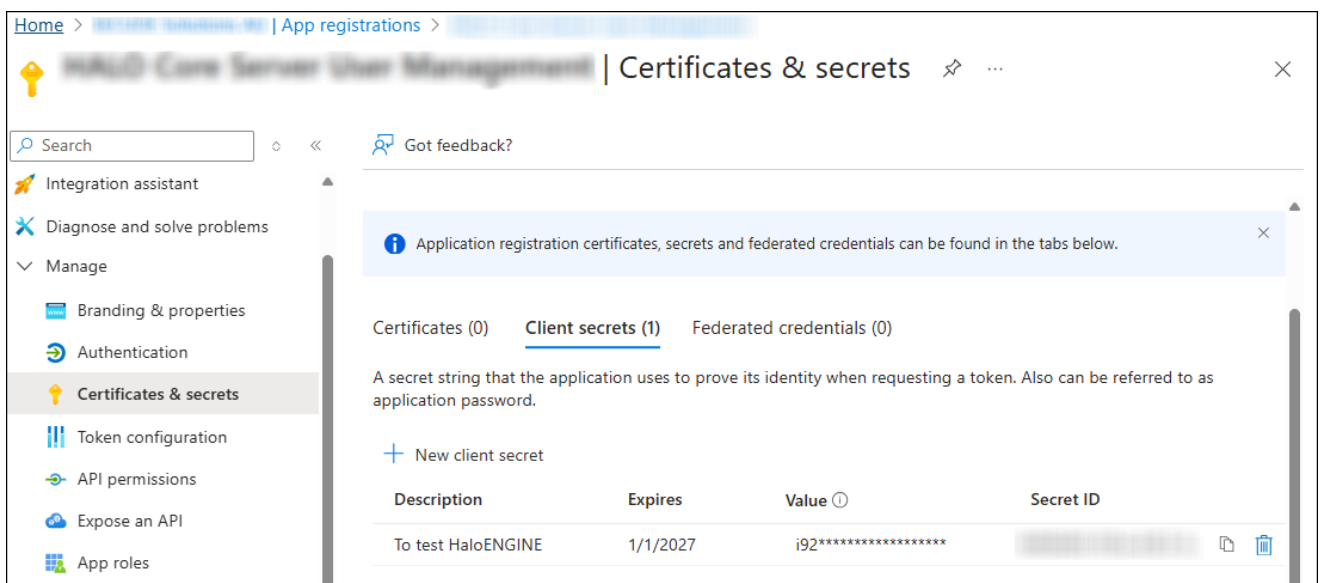 Home > | App registrations >
| Certificates & secrets
Search
Got feedback?
Integration assistant
Diagnose and solve problems
Application registration certificates, secrets and federated credentials can be found in the tabs below.
Manage
Branding & properties
Certificates (0) Client secrets (1) Federated credentials (0)
Authentication
A secret string that the application uses to prove its identity when requesting a token. Also can be referred to as
application password.
Certificates & secrets
Token configuration
New client secret
API permissions
Description Expires Value Secret ID
Expose an API
To test HaloENGINE 1/1/2027 i92******************
App roles